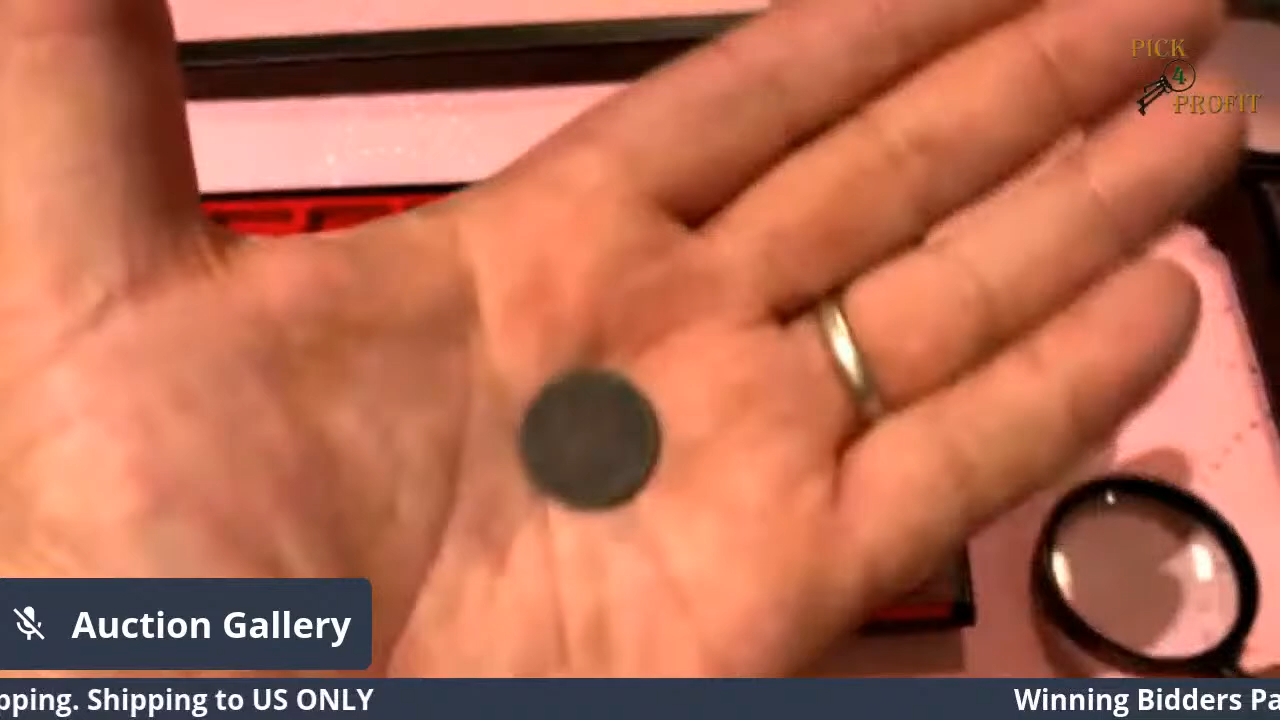 PICK
4
PROFIT
Auction Gallery
pping. Shipping to US ONLY
Winning Bidders Pa